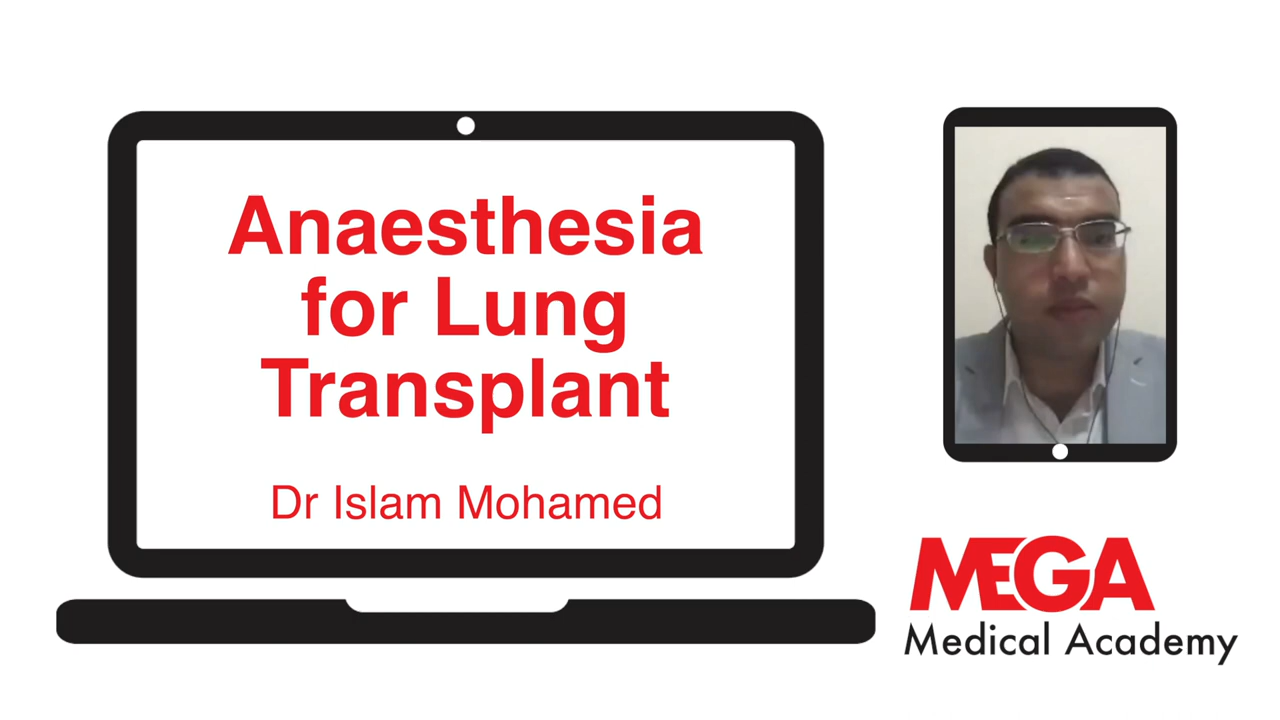 Anaesthesia
for Lung
Transplant
Dr Islam Mohamed
MEGA
Medical Academy